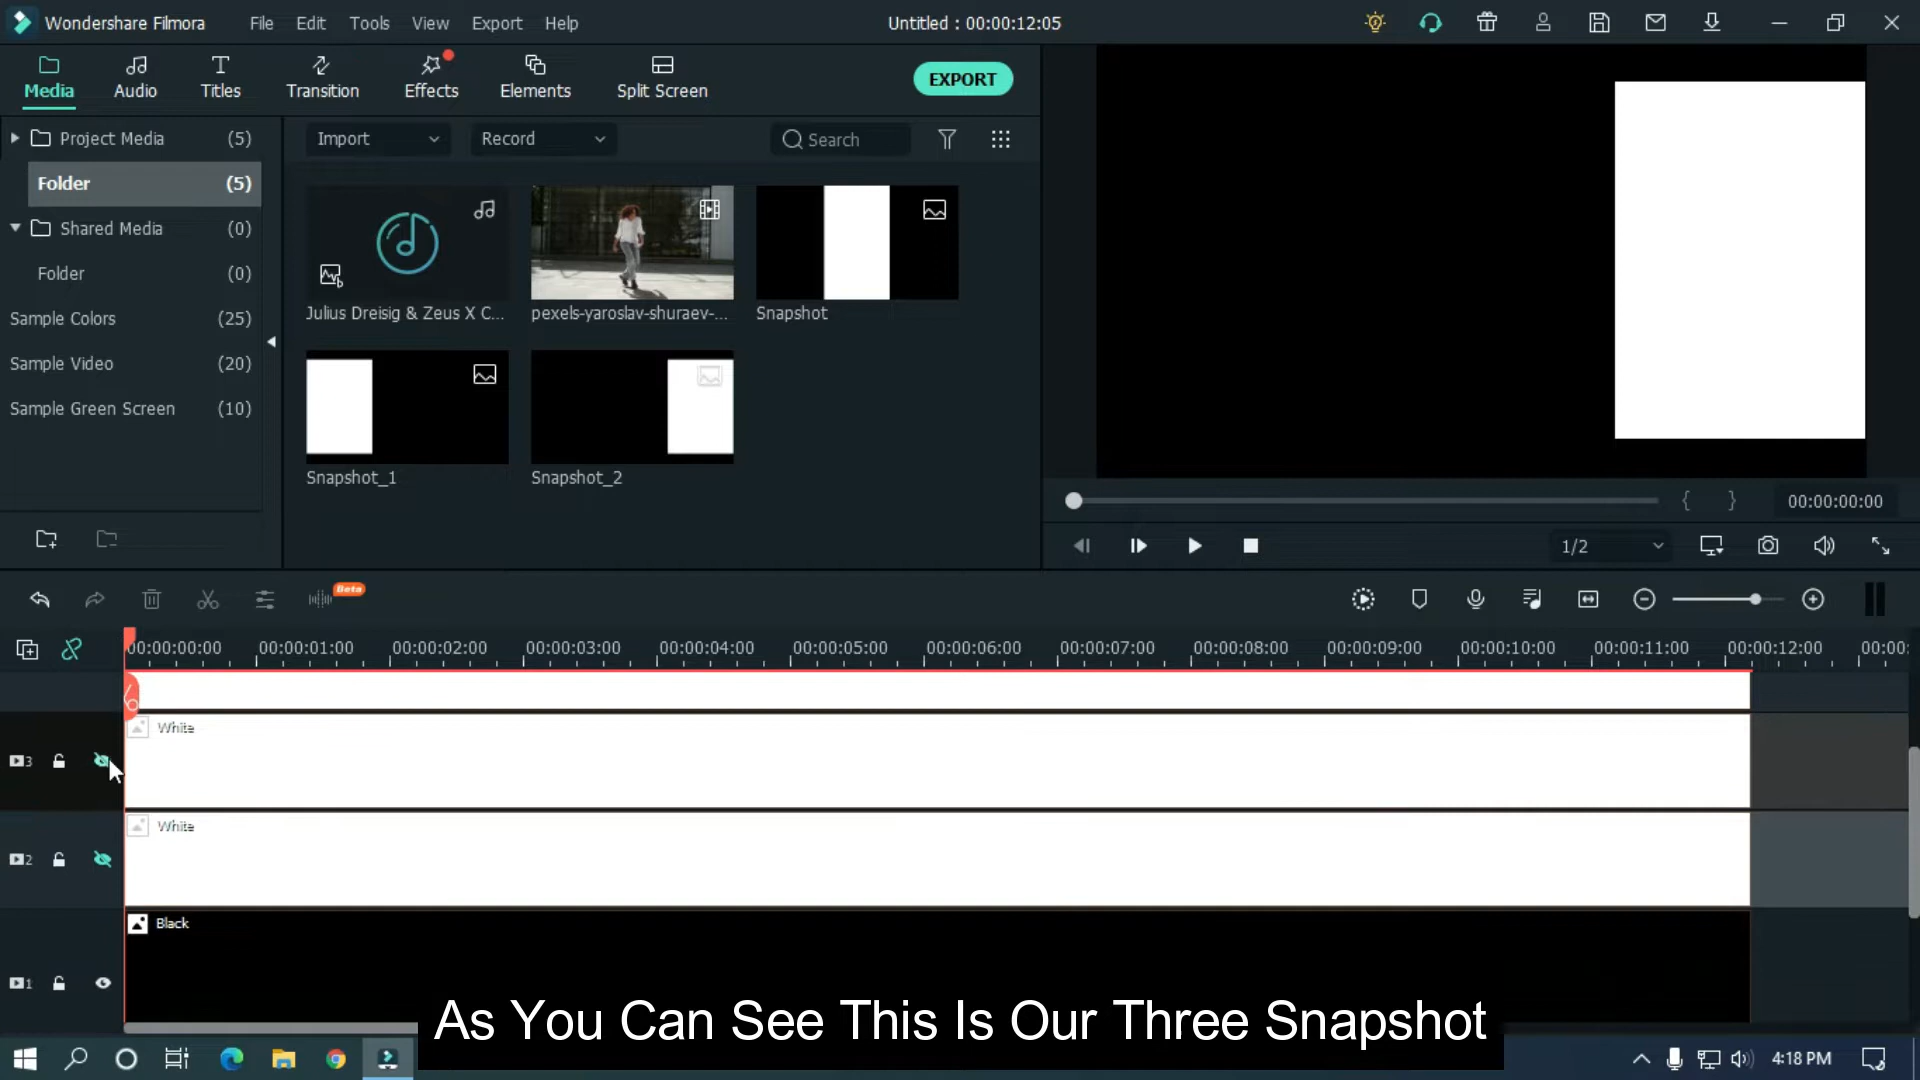 Wondershare Filmora
File
Edit
Tools
View
Export
Help
Untitled : 00:00:12:05
Media
Audio
Titles
Transition
Effects
Elements
Split Screen
EXPORT
Project Media (5)
Folder (5)
Shared Media (0)
Folder (0)
Sample Colors (25)
Sample Video (20)
Sample Green Screen (10)
Import
Record
Search
Julius Dreisig & Zeus X C...
pexels-yaroslav-shuraev-...
Snapshot
Snapshot_1
Snapshot_2
{ }
00:00:00:00
1/2
Beta
00:00:00:00 00:00:01:00 00:00:02:00 00:00:03:00 00:00:04:00 00:00:05:00 00:00:06:00 00:00:07:00 00:00:08:00 00:00:09:00 00:00:10:00 00:00:11:00 00:00:12:00 00:00:
White
3
White
2
Black
1
As You Can See This Is Our Three Snapshot
4:18 PM